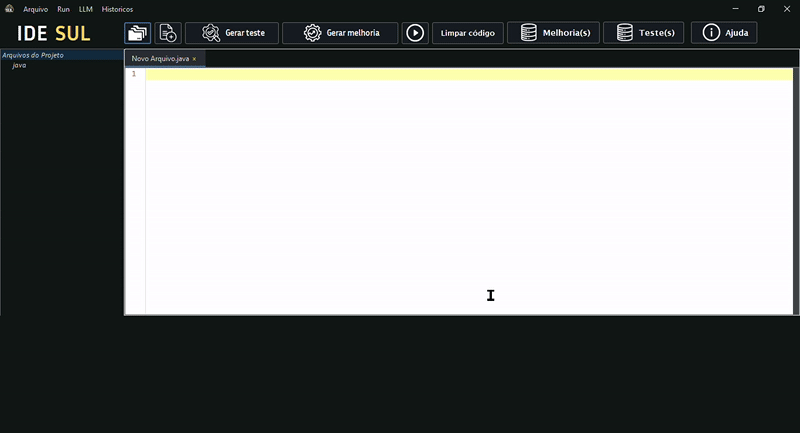 Arquivo Run LLM Historicos
IDE SUL
Gerar teste
Gerar melhoria
Limpar código
Melhoria(s)
Teste(s)
Ajuda
Arquivos do Projeto
java
Novo Arquivo.java ×
1